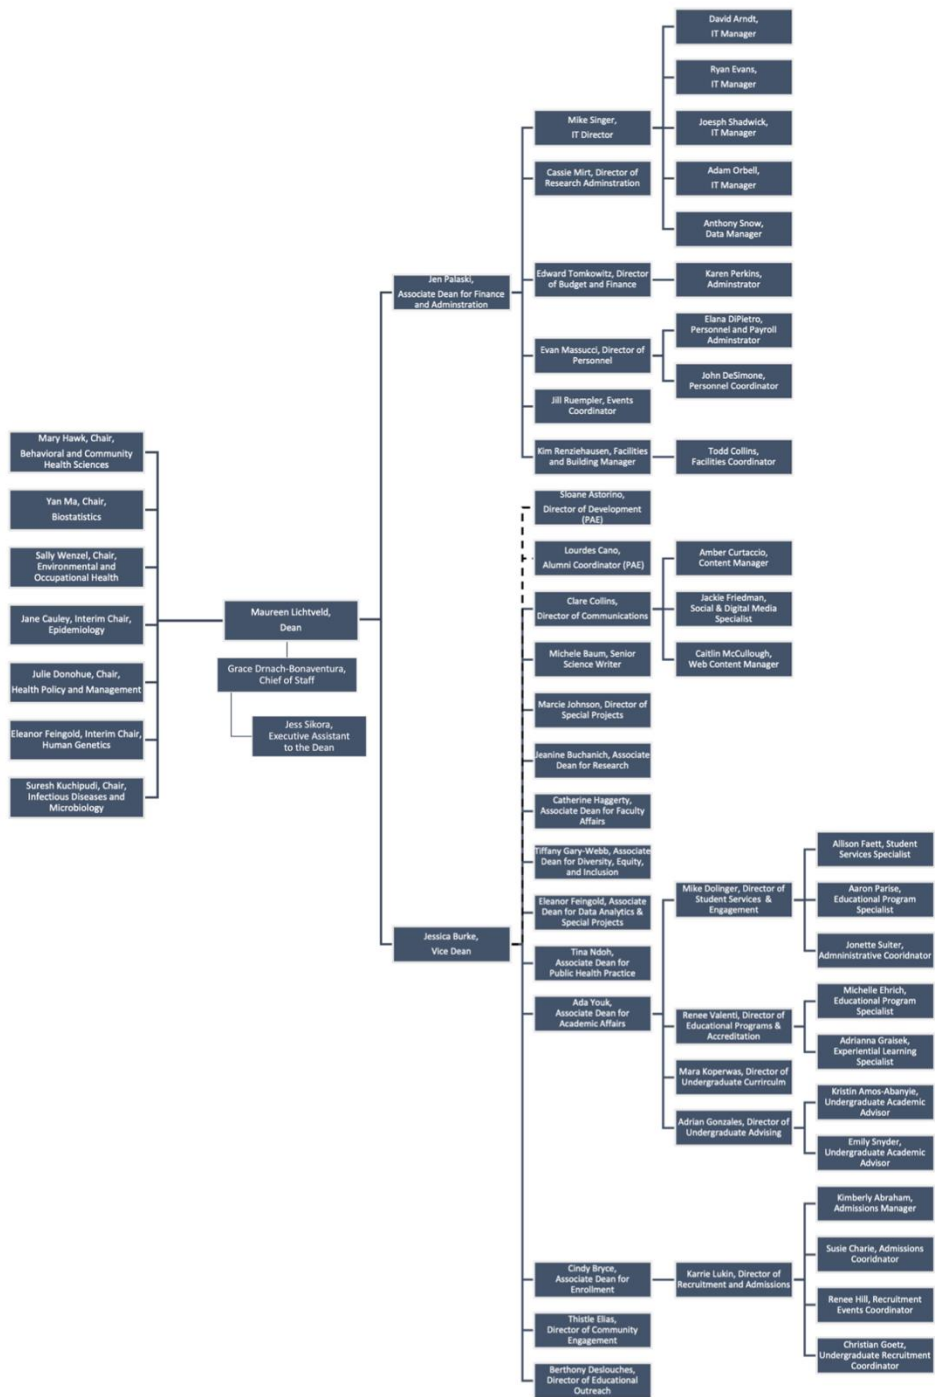 David Arndt,
IT Manager
Ryan Evans,
IT Manager
Mike Singer,
IT Director
Joesph Shadwick,
IT Manager
Cassie Mirt, Director of
Research Adminstration
Adam Orbell,
IT Manager
Anthony Snow,
Data Manager
Jen Palaski,
Associate Dean for Finance
and Adminstration
Edward Tomkowitz, Director
of Budget and Finance
Karen Perkins,
Adminstrator
Evan Massucci, Director of
Personnel
Elana DiPietro,
Personnel and Payroll
Adminstrator
John DeSimone,
Personnel Coordinator
Jill Ruempler, Events
Coordinator
Kim Renziehausen, Facilities
and Building Manager
Todd Collins,
Facilities Coordinator
Mary Hawk, Chair,
Behavioral and Community
Health Sciences
Yan Ma, Chair,
Biostatistics
Sally Wenzel, Chair,
Environmental and
Occupational Health
Jane Cauley, Interim Chair,
Epidemiology
Julie Donohue, Chair,
Health Policy and Management
Eleanor Feingold, Interim Chair,
Human Genetics
Suresh Kuchipudi, Chair,
Infectious Diseases and
Microbiology
Maureen Lichtveld,
Dean
Grace Drnach-Bonaventura,
Chief of Staff
Jess Sikora,
Executive Assistant
to the Dean
Jessica Burke,
Vice Dean
Sloane Astorino,
Director of Development
(PAE)
Lourdes Cano,
Alumni Coordinator (PAE)
Clare Collins,
Director of Communications
Amber Curtaccio,
Content Manager
Jackie Friedman,
Social & Digital Media
Specialist
Caitlin McCullough,
Web Content Manager
Michele Baum, Senior
Science Writer
Marcie Johnson, Director of
Special Projects
Jeanine Buchanich, Associate
Dean for Research
Catherine Haggerty,
Associate Dean for Faculty
Affairs
Tiffany Gary-Webb, Associate
Dean for Diversity, Equity,
and Inclusion
Eleanor Feingold, Associate
Dean for Data Analytics &
Special Projects
Tina Ndoh,
Associate Dean for
Public Health Practice
Ada Youk,
Associate Dean for
Academic Affairs
Mike Dolinger, Director of
Student Services &
Engagement
Allison Faett, Student
Services Specialist
Aaron Parise,
Educational Program
Specialist
Jonette Suiter,
Admninistrative Cooridnator
Renee Valenti, Director of
Educational Programs &
Accreditation
Michelle Ehrich,
Educational Program
Specialist
Adrianna Graisek,
Experiential Learning
Specialist
Mara Koperwas, Director of
Undergraduate Currirculm
Adrian Gonzales, Director of
Undergraduate Advising
Kristin Amos-Abanyie,
Undergraduate Academic
Advisor
Emily Snyder,
Undergraduate Academic
Advisor
Cindy Bryce,
Associate Dean for
Enrollment
Karrie Lukin, Director of
Recruitment and Admissions
Kimberly Abraham,
Admissions Manager
Susie Charie, Admissions
Cooridnator
Renee Hill, Recruitment
Events Coordinator
Christian Goetz,
Undergraduate Recruitment
Coordinator
Thistle Elias,
Director of Community
Engagement
Berthony Deslouches,
Director of Educational
Outreach